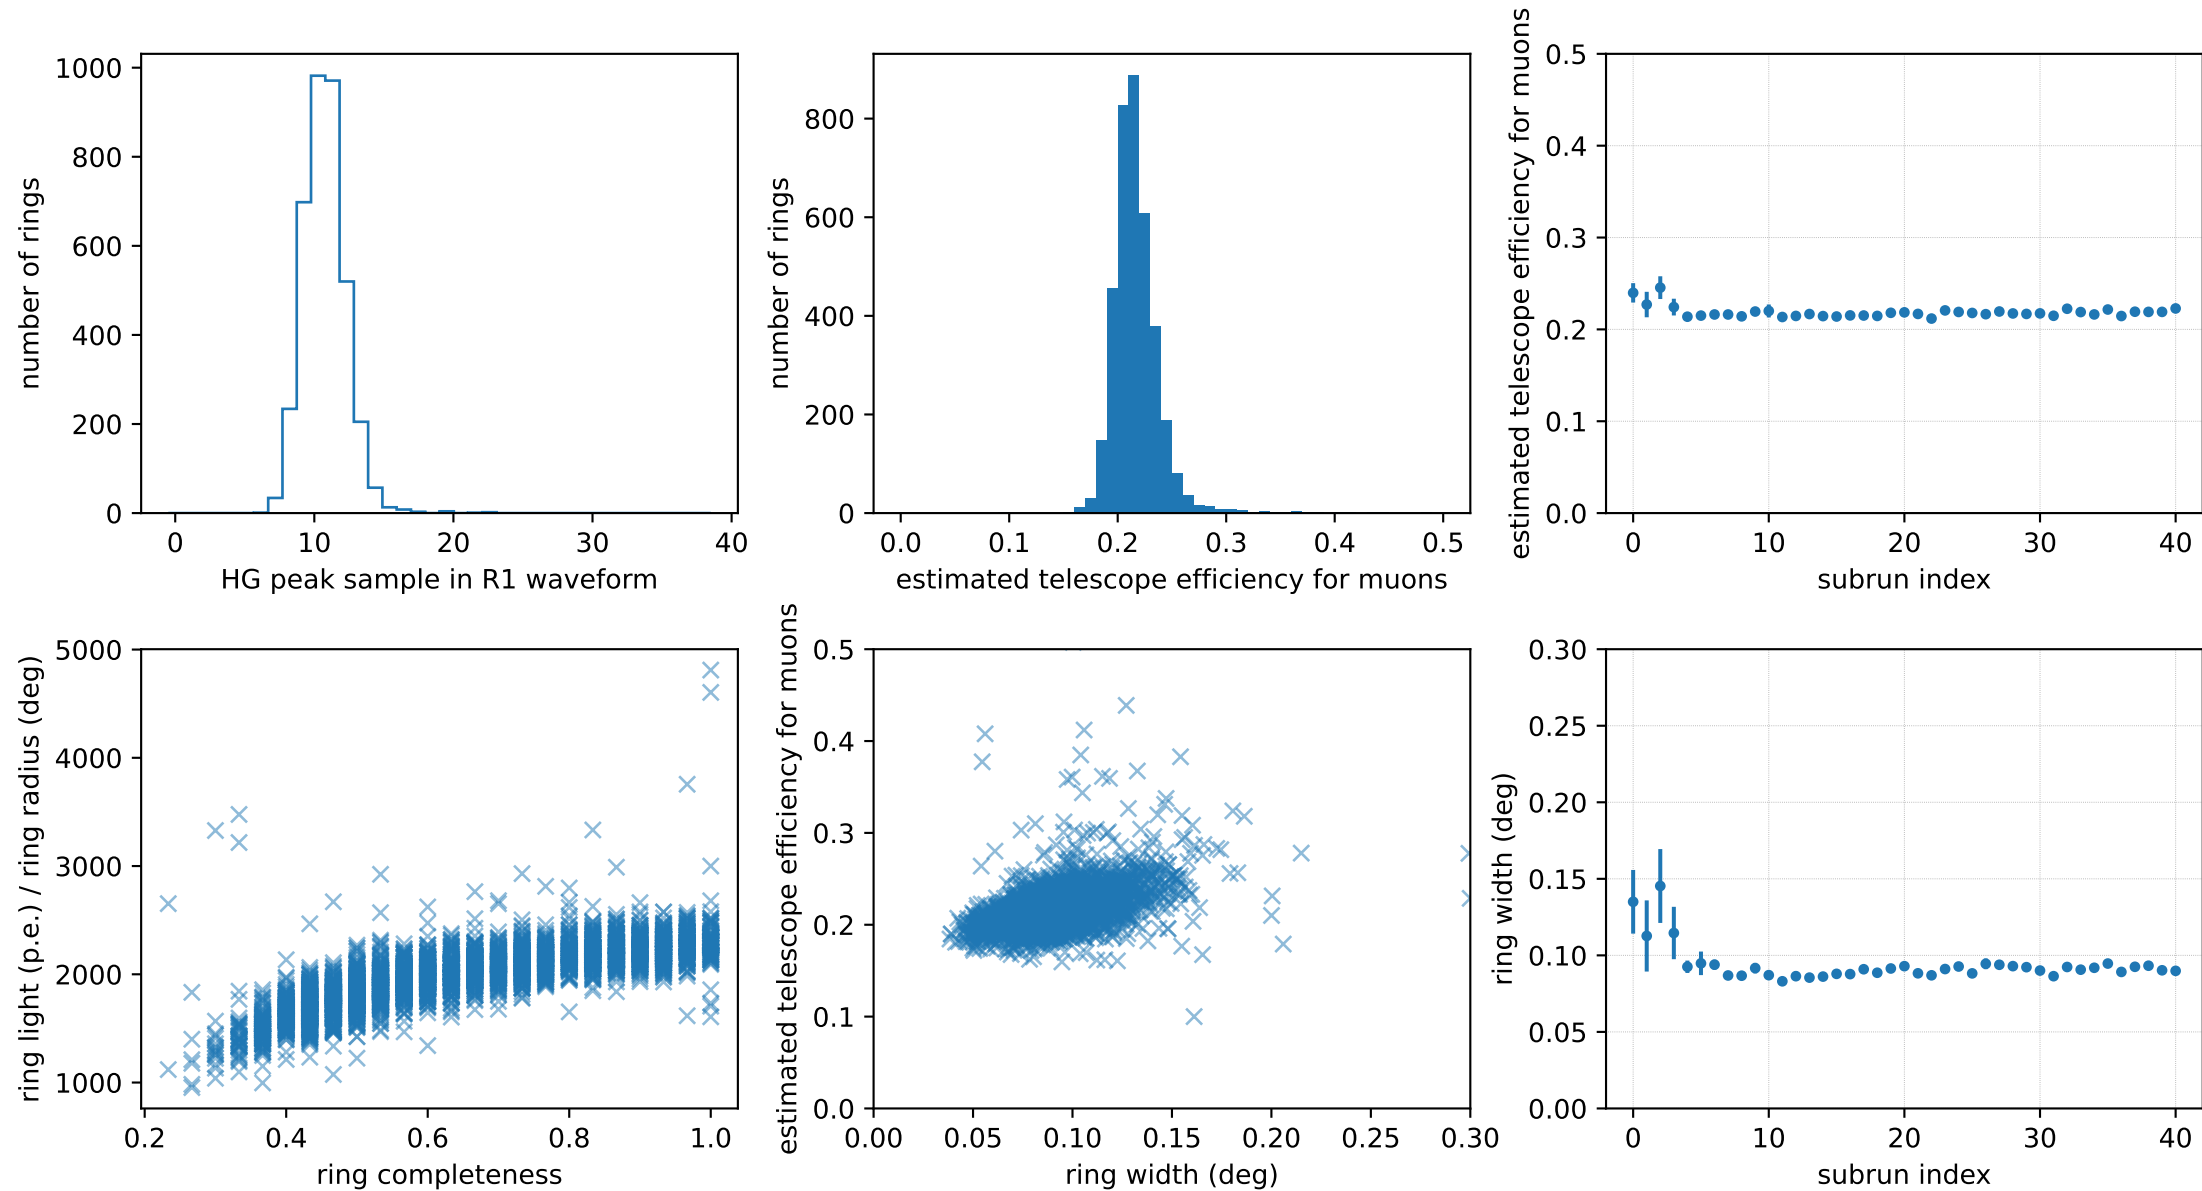 number of rings
1000
800
600
400
200
0
0 10 20 30 40
HG peak sample in R1 waveform
number of rings
800
600
400
200
0
0.0 0.1 0.2 0.3 0.4 0.5
estimated telescope efficiency for muons
estimated telescope efficiency for muons
0.5
0.4
0.3
0.2
0.1
0.0
0 10 20 30 40
subrun index
ring light (p.e.) / ring radius (deg)
5000
4000
3000
2000
1000
0.2 0.4 0.6 0.8 1.0
ring completeness
estimated telescope efficiency for muons
0.5
0.4
0.3
0.2
0.1
0.0
0.00 0.05 0.10 0.15 0.20 0.25 0.30
ring width (deg)
ring width (deg)
0.30
0.25
0.20
0.15
0.10
0.05
0.00
0 10 20 30 40
subrun index